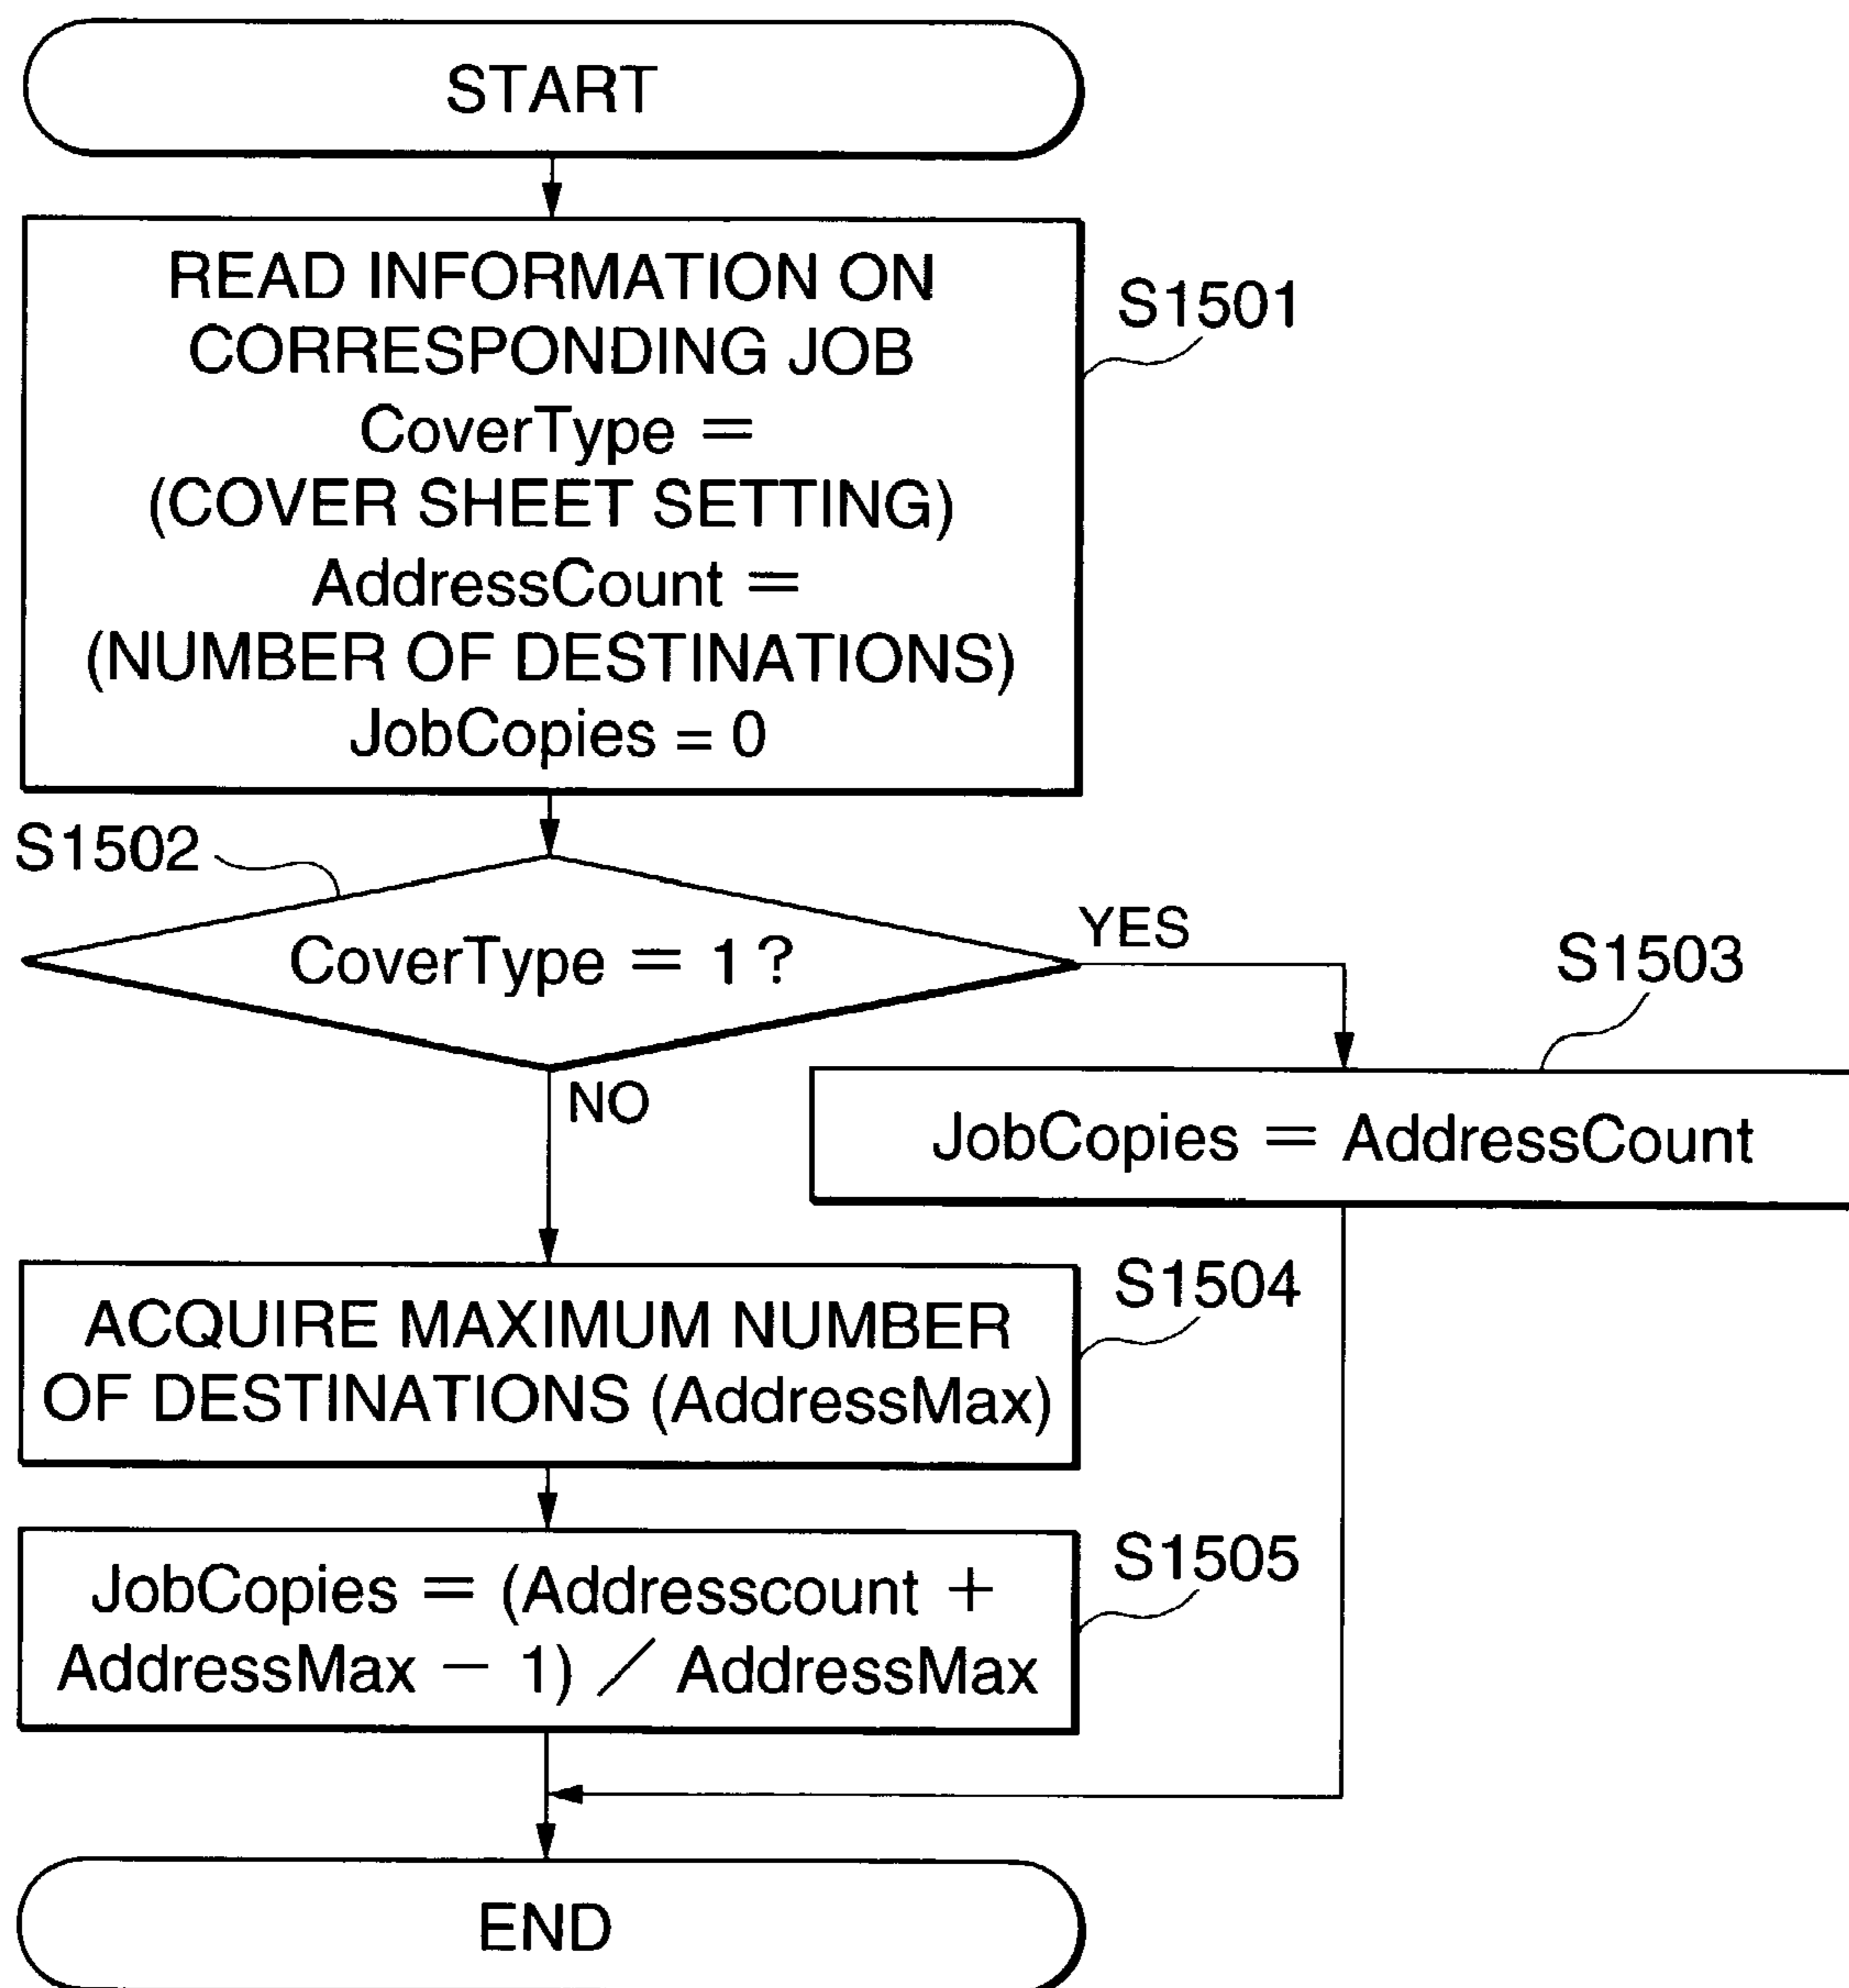 START
READ INFORMATION ON
CORRESPONDING JOB
CoverType =
(COVER SHEET SETTING)
AddressCount =
(NUMBER OF DESTINATIONS)
JobCopies = 0
S1501
S1502
CoverType = 1 ?
YES
NO
S1503
JobCopies = AddressCount
S1504
ACQUIRE MAXIMUM NUMBER
OF DESTINATIONS (AddressMax)
S1505
JobCopies = (Addresscount +
AddressMax − 1) / AddressMax
END